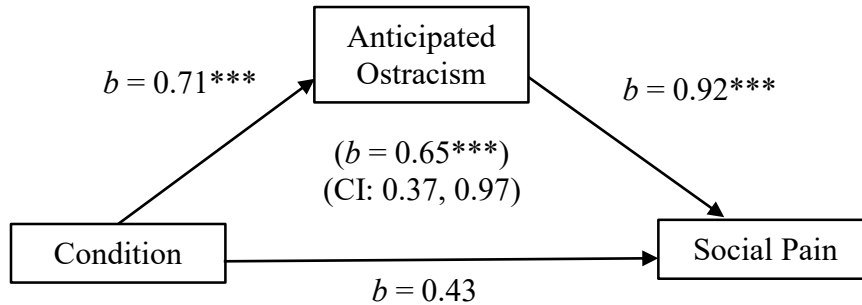 Anticipated
Ostracism
b = 0.71***
b = 0.92***
(b = 0.65***)
(CI: 0.37, 0.97)
Condition
Social Pain
b = 0.43